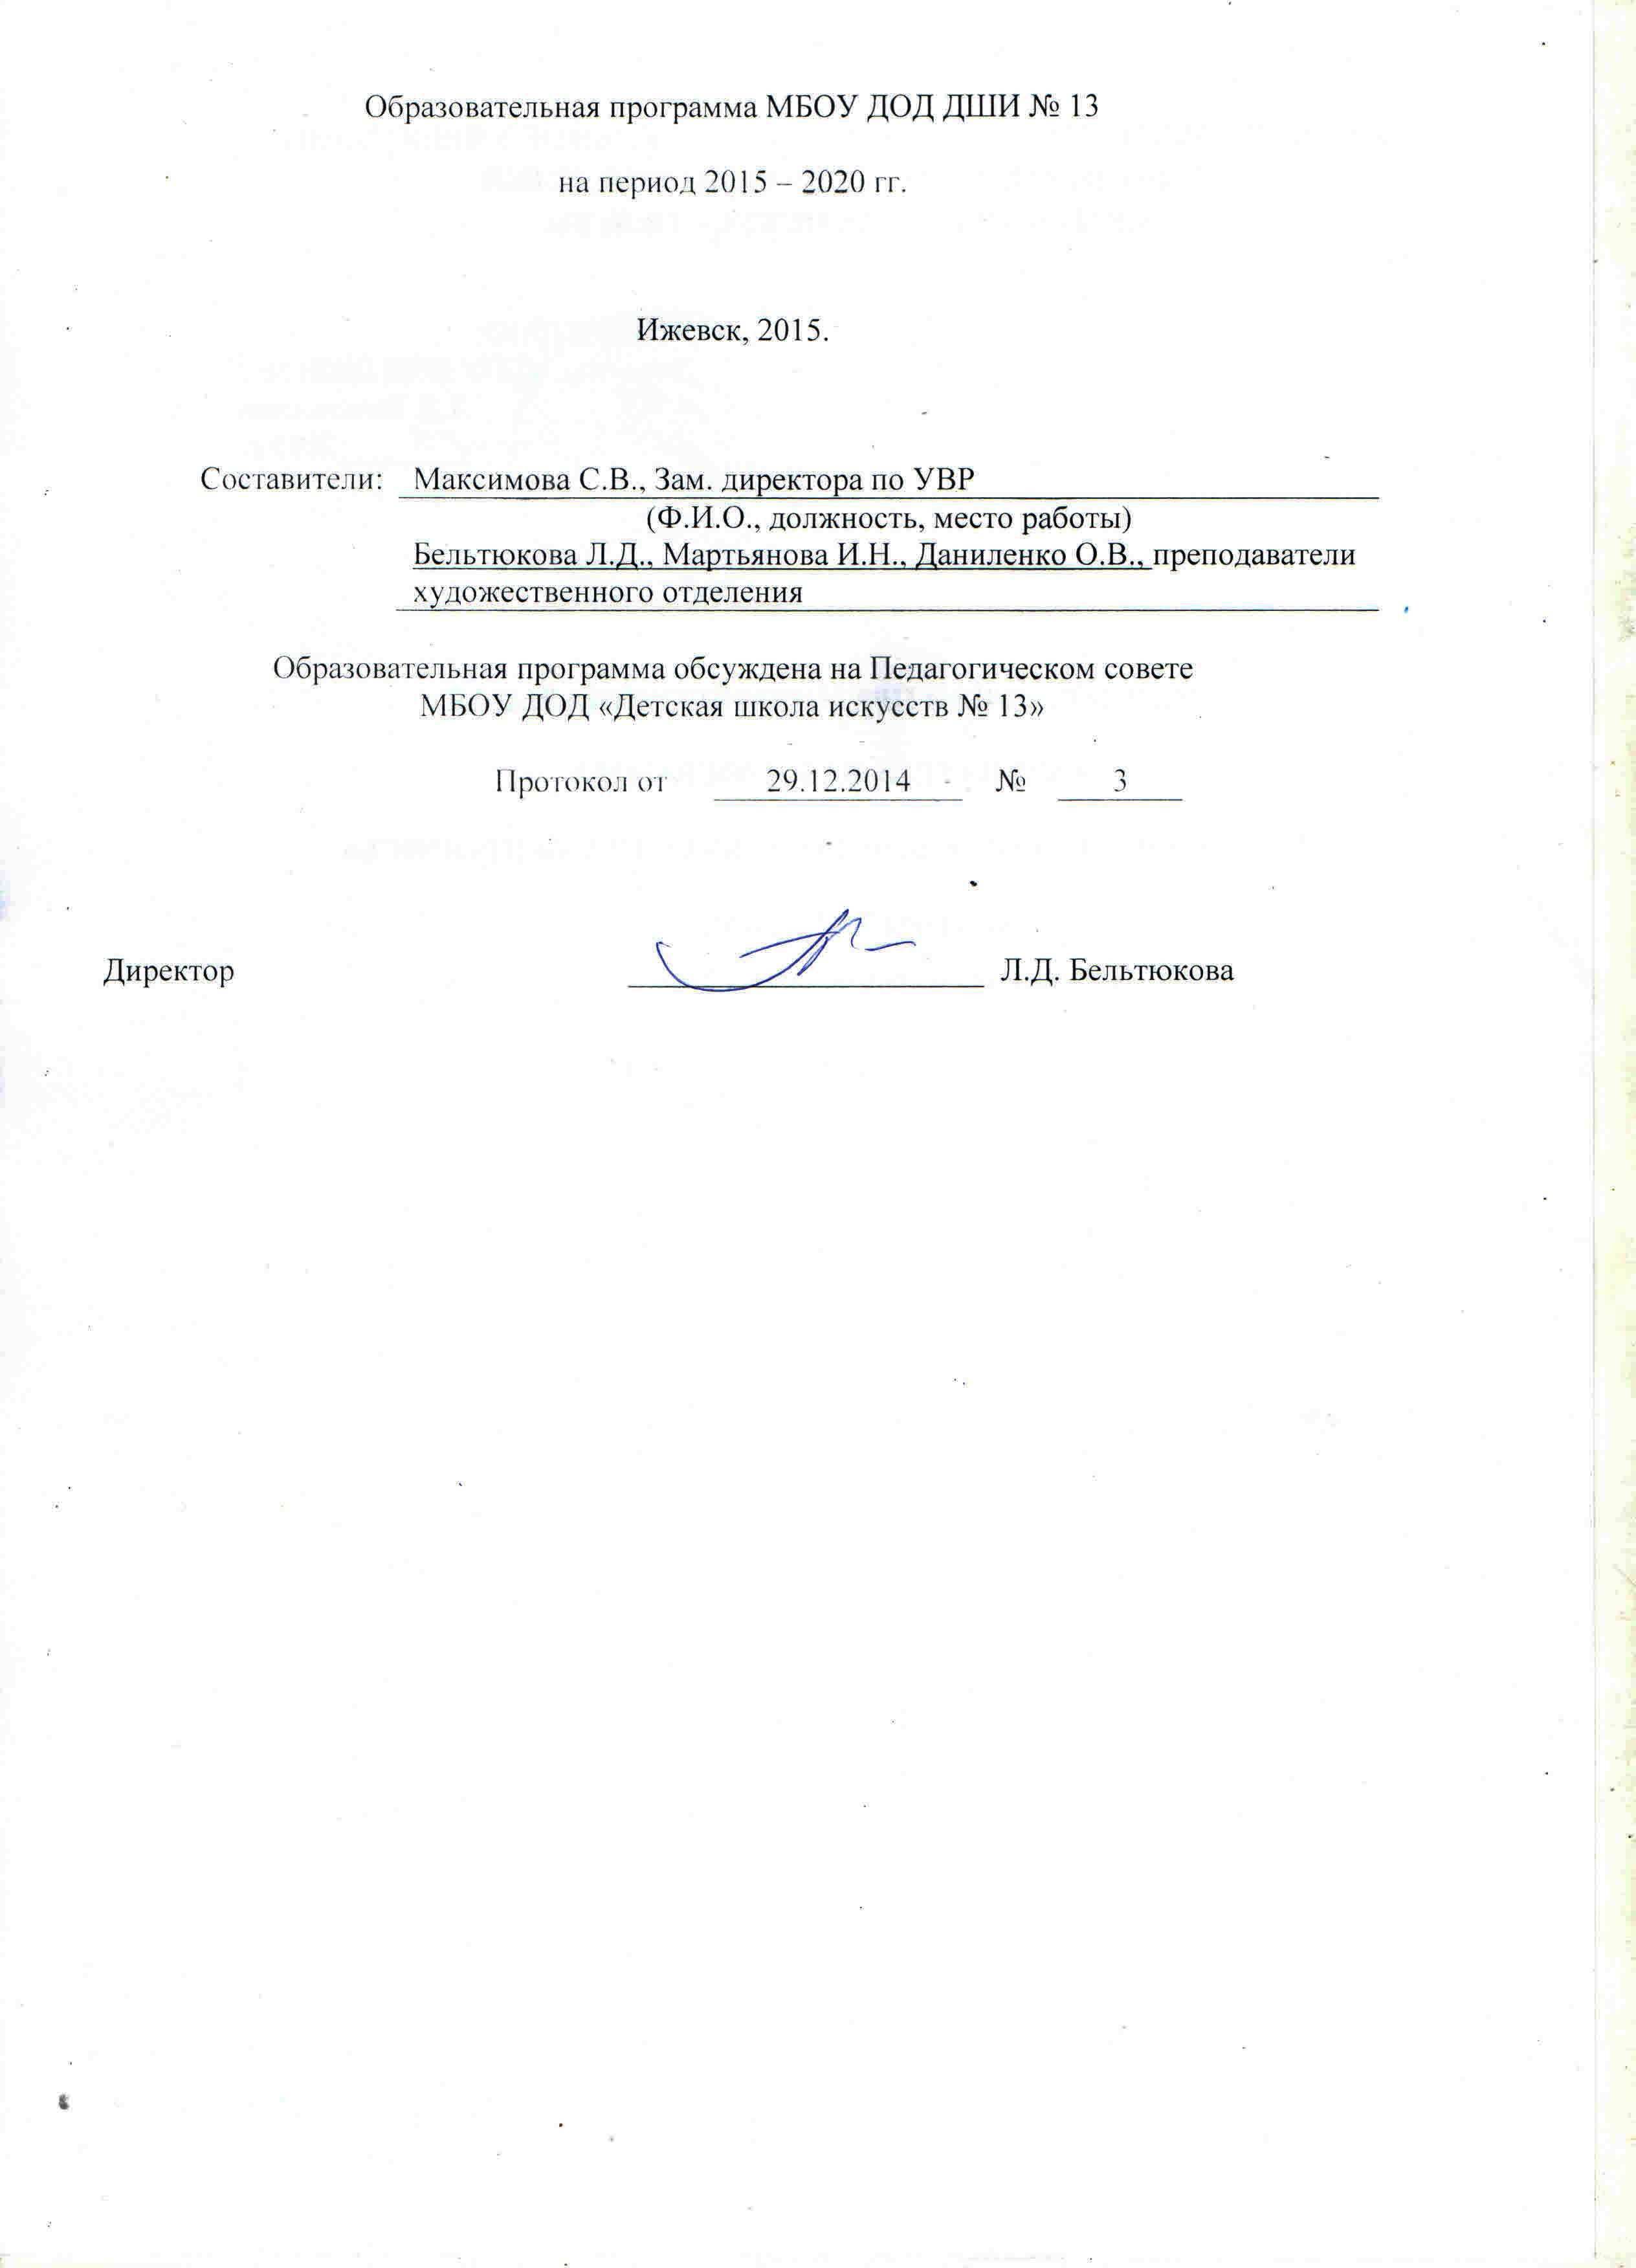 Образовательная программа МБОУ ДОД ДШИ № 13
на период 2015 – 2020 гг.
Ижевск, 2015.
Составители: Максимова С.В., Зам. директора по УВР
(Ф.И.О., должность, место работы)
Бельтюкова Л.Д., Мартьянова И.Н., Даниленко О.В., преподаватели
художественного отделения
Образовательная программа обсуждена на Педагогическом совете
МБОУ ДОД «Детская школа искусств № 13»
Протокол от 29.12.2014 № 3
Директор Л.Д. Бельтюкова